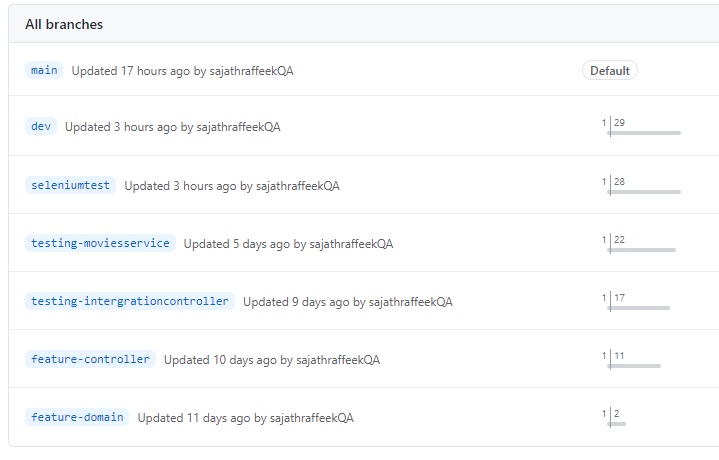 All branches
main Updated 17 hours ago by sajathraffeekQA Default
dev Updated 3 hours ago by sajathraffeekQA 1 29
seleniumtest Updated 3 hours ago by sajathraffeekQA 1 28
testing-moviesservice Updated 5 days ago by sajathraffeekQA 1 22
testing-intergrationcontroller Updated 9 days ago by sajathraffeekQA 1 17
feature-controller Updated 10 days ago by sajathraffeekQA 1 11
feature-domain Updated 11 days ago by sajathraffeekQA 1 2